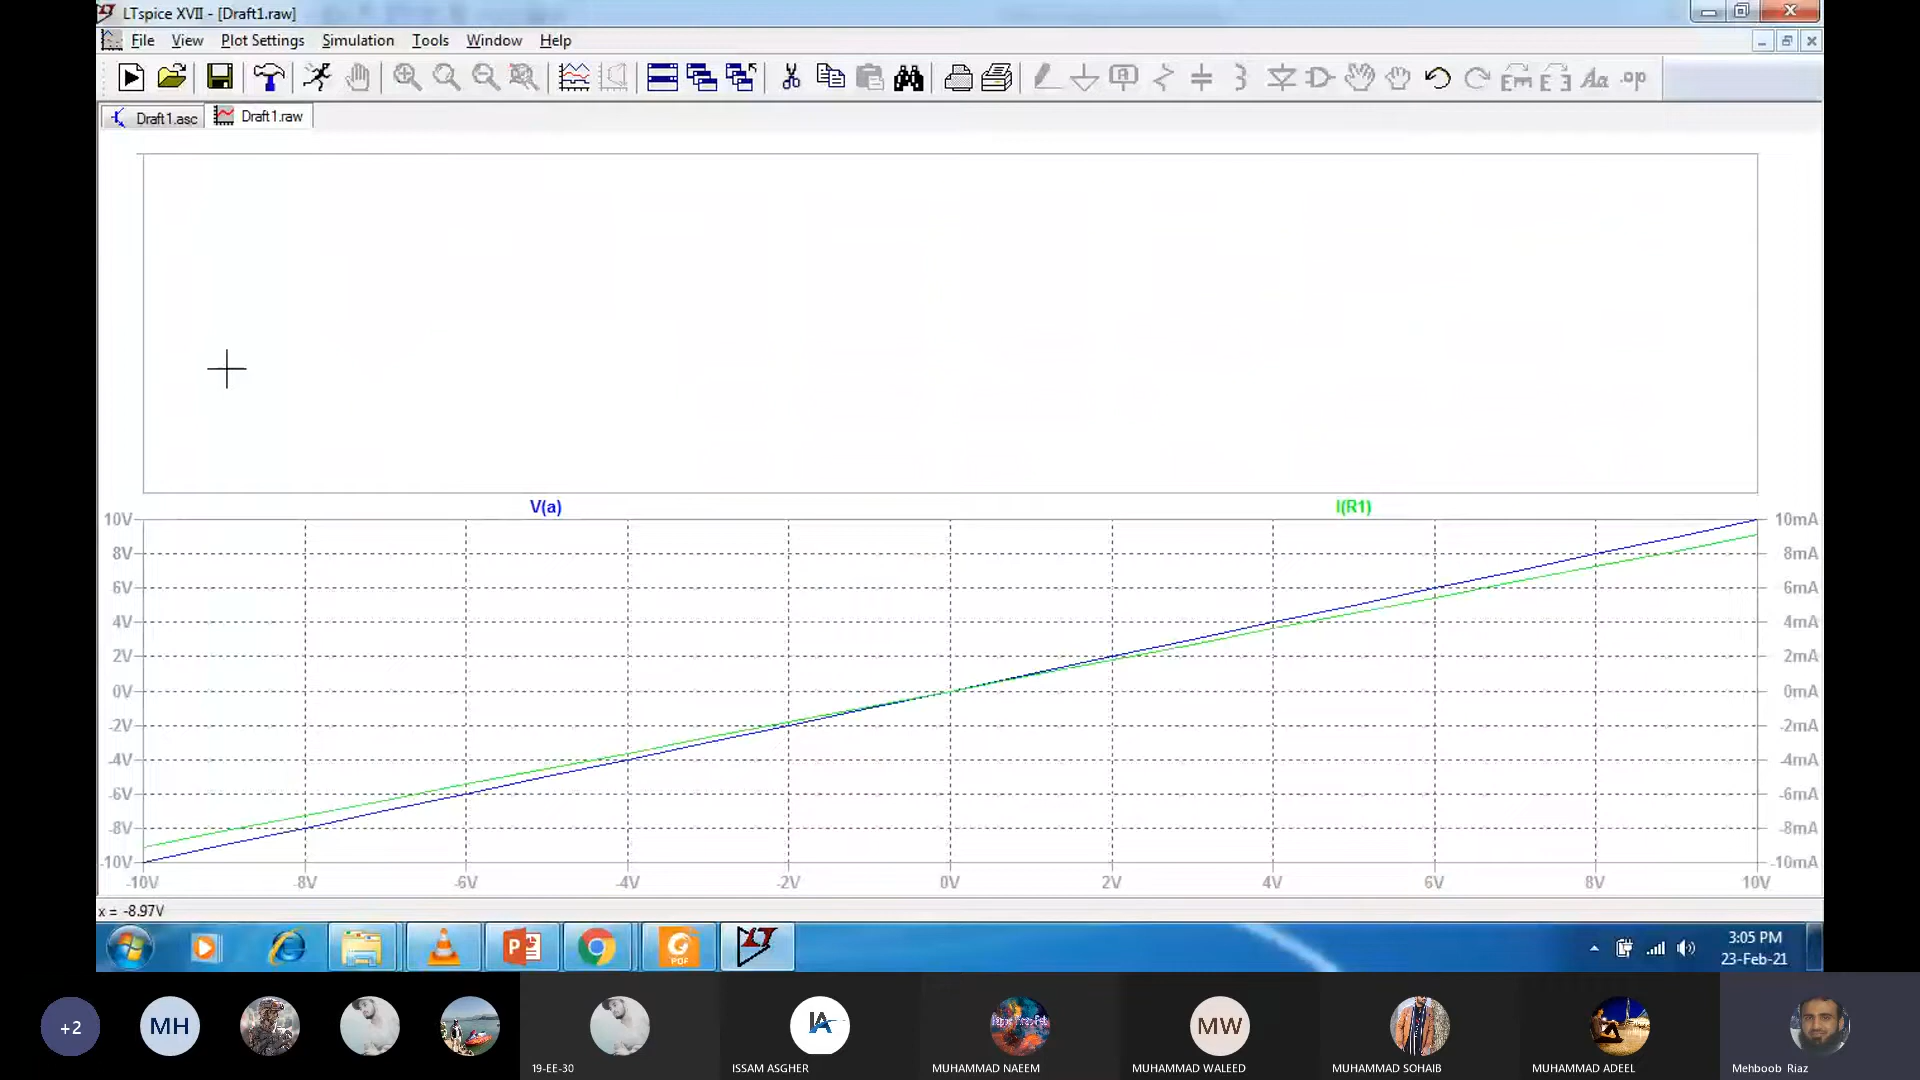 LTspice XVII - [Draft1.raw]
File View Plot Settings Simulation Tools Window Help
Aa .op
Draft1.asc Draft1.raw
V(a) I(R1)
10V 10mA
8V 8mA
6V 6mA
4V 4mA
2V 2mA
0V 0mA
-2V -2mA
-4V -4mA
-6V -6mA
-8V -8mA
-10V -10mA
-10V -8V -6V -4V -2V 0V 2V 4V 6V 8V 10V
x = -8.97V
3:05 PM
23-Feb-21
+2 MH IA MW
19-EE-30 ISSAM ASGHER MUHAMMAD NAEEM MUHAMMAD WALEED MUHAMMAD SOHAIB MUHAMMAD ADEEL Mehboob Riaz